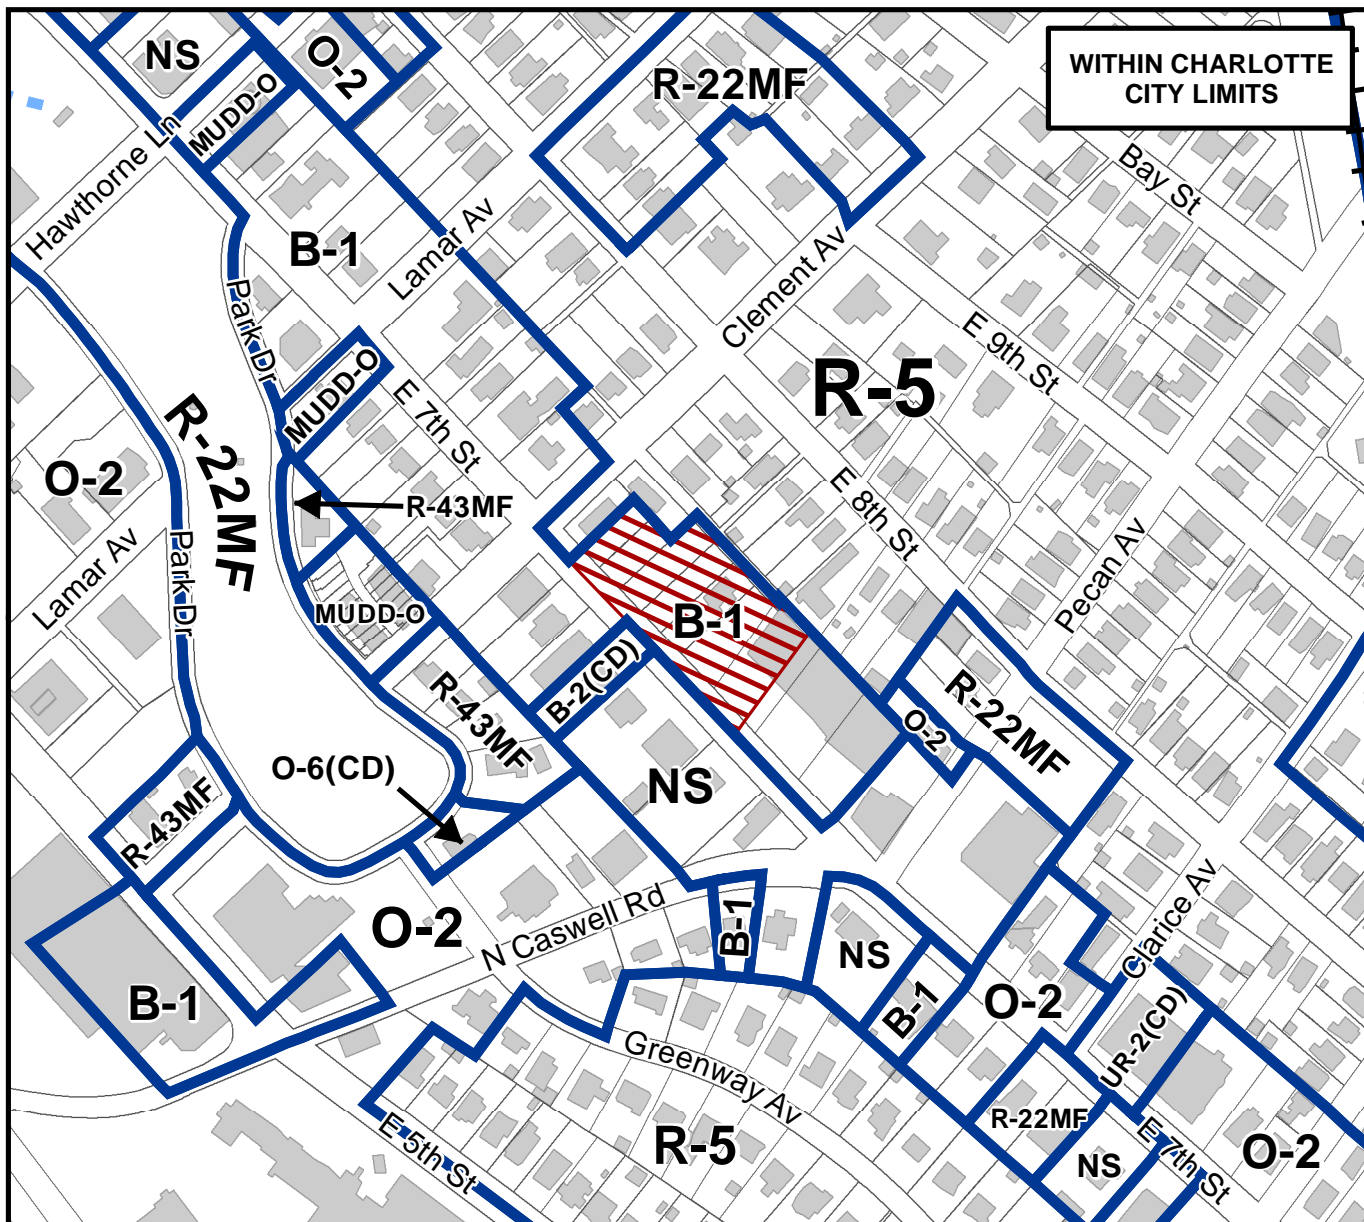 NS
O-2
MUDD-O
R-22MF
WITHIN CHARLOTTE
CITY LIMITS
Hawthorne Ln
Bay St
B-1
Lamar Av
Clement Av
Park Dr
E 9th St
MUDD-O
R-5
E 7th St
R-22MF
O-2
R-43MF
E 8th St
Lamar Av
Park Dr
Pecan Av
MUDD-O
B-1
B-2(CD)
R-43MF
R-22MF
O-2
O-6(CD)
NS
R-43MF
N Caswell Rd
O-2
B-1
Clarice Av
NS
B-1
B-1
O-2
UR-2(CD)
Greenway Av
R-22MF
E 5th St
R-5
E 7th St
NS
O-2